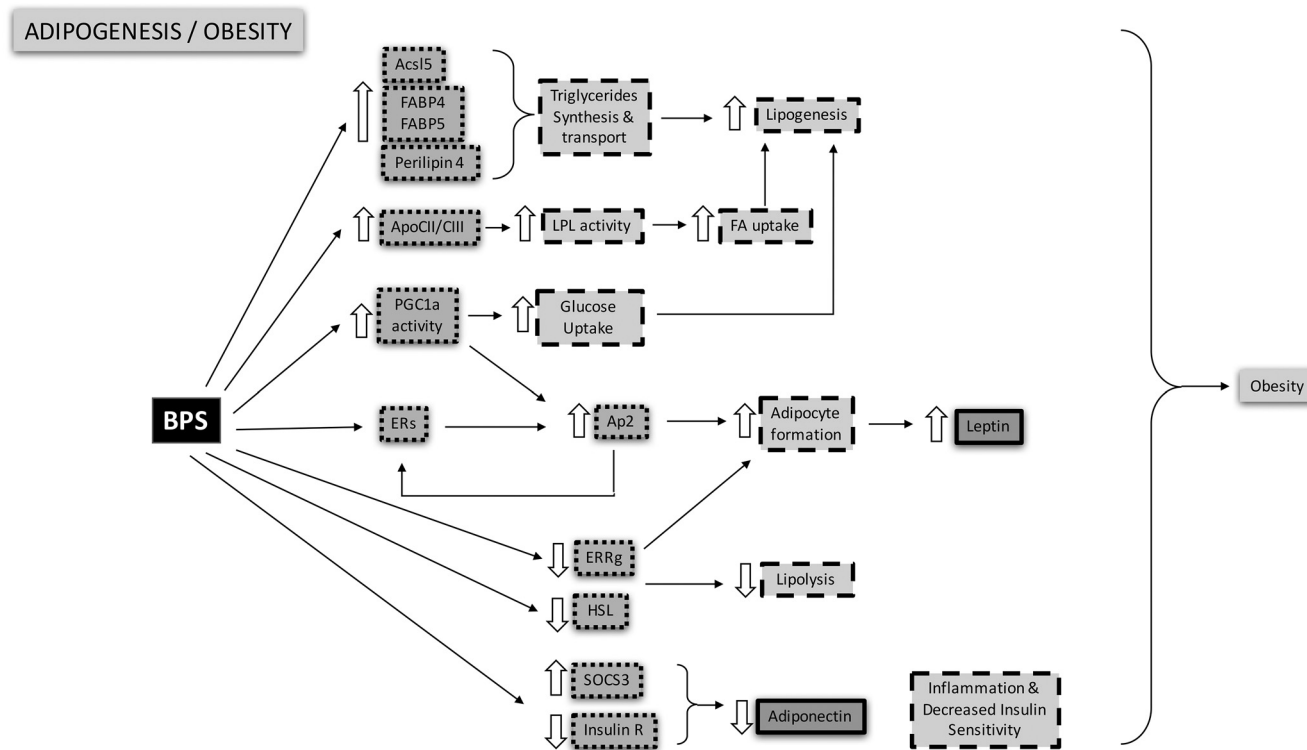 ADIPOGENESIS / OBESITY
Acsl5
FABP4
FABP5
Perilipin 4
Triglycerides
Synthesis &
transport
Lipogenesis
ApoCII/CIII
LPL activity
FA uptake
PGC1a
activity
Glucose
Uptake
BPS
ERs
Ap2
Adipocyte
formation
Leptin
Obesity
ERRg
HSL
Lipolysis
SOCS3
Insulin R
Adiponectin
Inflammation &
Decreased Insulin
Sensitivity